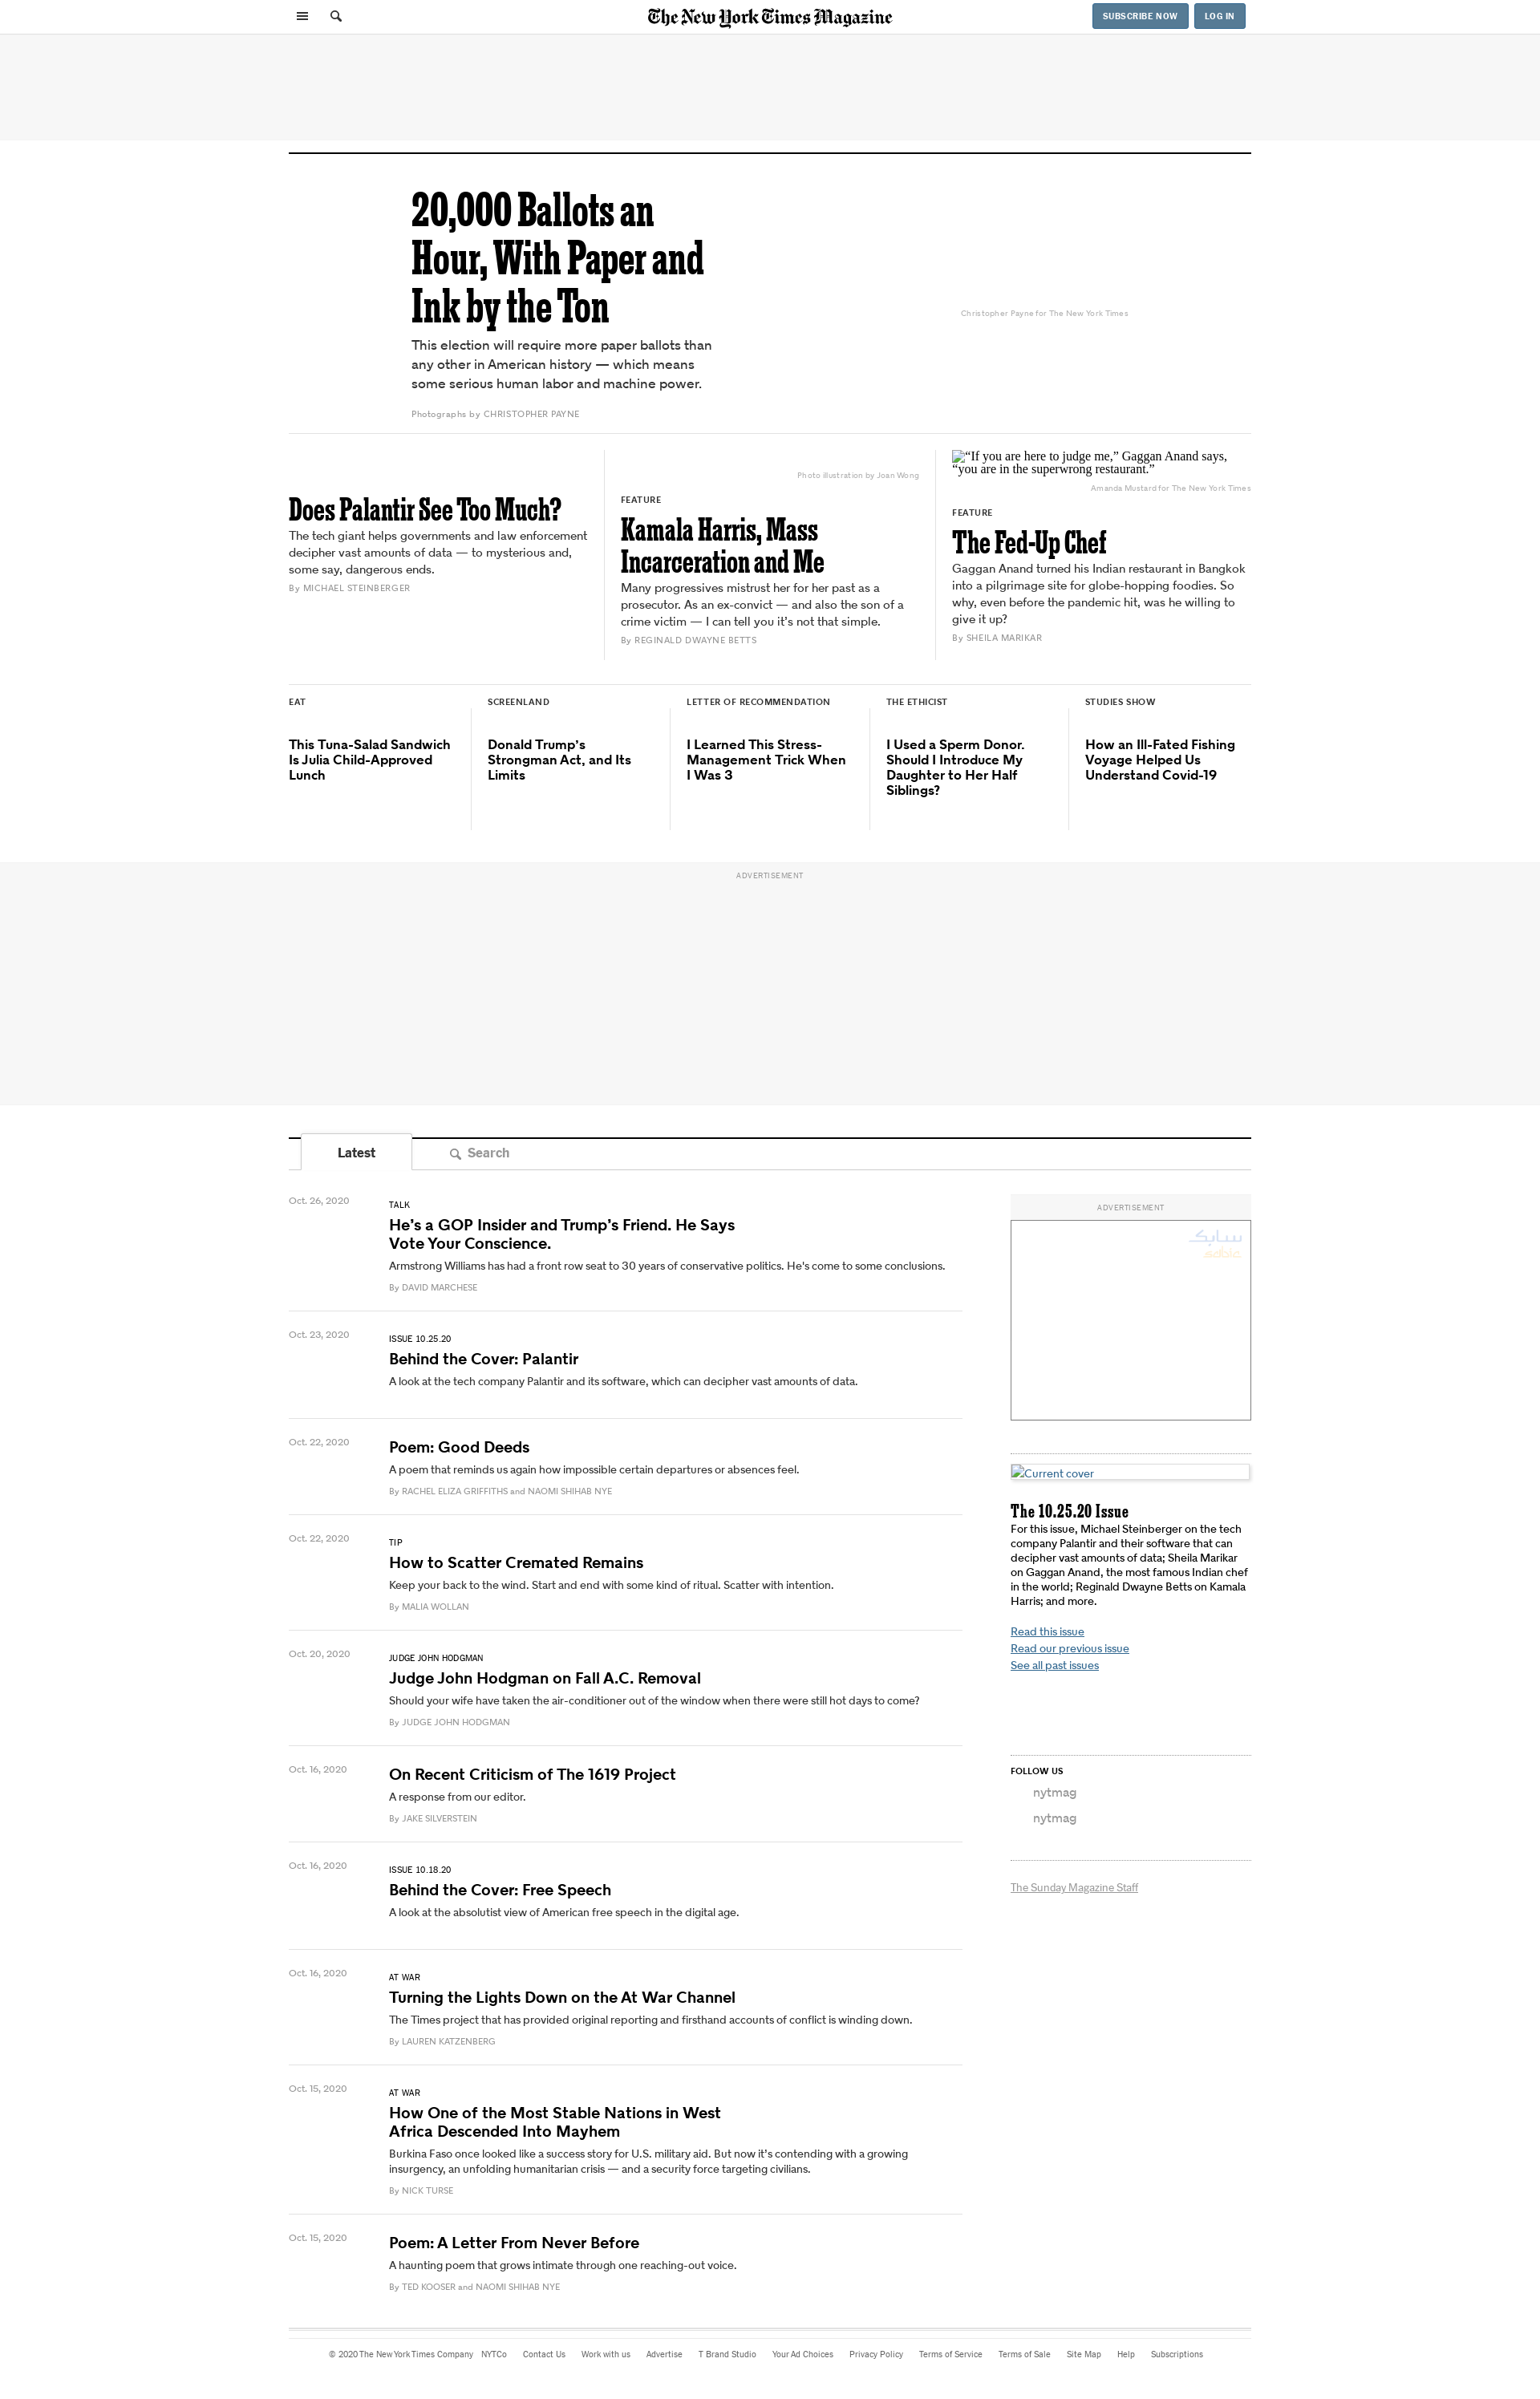 The New York Times Magazine
SUBSCRIBE NOW
LOG IN
20,000 Ballots an
Hour, With Paper and
Ink by the Ton
This election will require more paper ballots than
any other in American history — which means
some serious human labor and machine power.
Photographs by CHRISTOPHER PAYNE
Christopher Payne for The New York Times
Does Palantir See Too Much?
The tech giant helps governments and law enforcement
decipher vast amounts of data — to mysterious and,
some say, dangerous ends.
By MICHAEL STEINBERGER
Photo illustration by Joan Wong
FEATURE
Kamala Harris, Mass
Incarceration and Me
Many progressives mistrust her for her past as a
prosecutor. As an ex-convict — and also the son of a
crime victim — I can tell you it’s not that simple.
By REGINALD DWAYNE BETTS
“If you are here to judge me,” Gaggan Anand says,
“you are in the superwrong restaurant.”
Amanda Mustard for The New York Times
FEATURE
The Fed-Up Chef
Gaggan Anand turned his Indian restaurant in Bangkok
into a pilgrimage site for globe-hopping foodies. So
why, even before the pandemic hit, was he willing to
give it up?
By SHEILA MARIKAR
EAT
This Tuna-Salad Sandwich
Is Julia Child-Approved
Lunch
SCREENLAND
Donald Trump’s
Strongman Act, and Its
Limits
LETTER OF RECOMMENDATION
I Learned This Stress-
Management Trick When
I Was 3
THE ETHICIST
I Used a Sperm Donor.
Should I Introduce My
Daughter to Her Half
Siblings?
STUDIES SHOW
How an Ill-Fated Fishing
Voyage Helped Us
Understand Covid-19
ADVERTISEMENT
Latest
Search
Oct. 26, 2020
TALK
He’s a GOP Insider and Trump’s Friend. He Says
Vote Your Conscience.
Armstrong Williams has had a front row seat to 30 years of conservative politics. He's come to some conclusions.
By DAVID MARCHESE
Oct. 23, 2020
ISSUE 10.25.20
Behind the Cover: Palantir
A look at the tech company Palantir and its software, which can decipher vast amounts of data.
Oct. 22, 2020
Poem: Good Deeds
A poem that reminds us again how impossible certain departures or absences feel.
By RACHEL ELIZA GRIFFITHS and NAOMI SHIHAB NYE
Oct. 22, 2020
TIP
How to Scatter Cremated Remains
Keep your back to the wind. Start and end with some kind of ritual. Scatter with intention.
By MALIA WOLLAN
Oct. 20, 2020
JUDGE JOHN HODGMAN
Judge John Hodgman on Fall A.C. Removal
Should your wife have taken the air-conditioner out of the window when there were still hot days to come?
By JUDGE JOHN HODGMAN
Oct. 16, 2020
On Recent Criticism of The 1619 Project
A response from our editor.
By JAKE SILVERSTEIN
Oct. 16, 2020
ISSUE 10.18.20
Behind the Cover: Free Speech
A look at the absolutist view of American free speech in the digital age.
Oct. 16, 2020
AT WAR
Turning the Lights Down on the At War Channel
The Times project that has provided original reporting and firsthand accounts of conflict is winding down.
By LAUREN KATZENBERG
Oct. 15, 2020
AT WAR
How One of the Most Stable Nations in West
Africa Descended Into Mayhem
Burkina Faso once looked like a success story for U.S. military aid. But now it’s contending with a growing
insurgency, an unfolding humanitarian crisis — and a security force targeting civilians.
By NICK TURSE
Oct. 15, 2020
Poem: A Letter From Never Before
A haunting poem that grows intimate through one reaching-out voice.
By TED KOOSER and NAOMI SHIHAB NYE
ADVERTISEMENT
سابك
sabic
Current cover
The 10.25.20 Issue
For this issue, Michael Steinberger on the tech
company Palantir and their software that can
decipher vast amounts of data; Sheila Marikar
on Gaggan Anand, the most famous Indian chef
in the world; Reginald Dwayne Betts on Kamala
Harris; and more.
Read this issue
Read our previous issue
See all past issues
FOLLOW US
nytmag
nytmag
The Sunday Magazine Staff
© 2020 The New York Times Company NYTCo Contact Us Work with us Advertise T Brand Studio Your Ad Choices Privacy Policy Terms of Service Terms of Sale Site Map Help Subscriptions